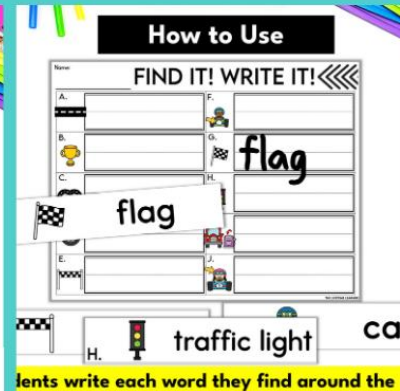 How to Use
Name:
FIND IT! WRITE IT!
A.
F.
B.
G. flag
C.
H.
flag
E.
J.
H. traffic light
ca
dents write each word they find around the